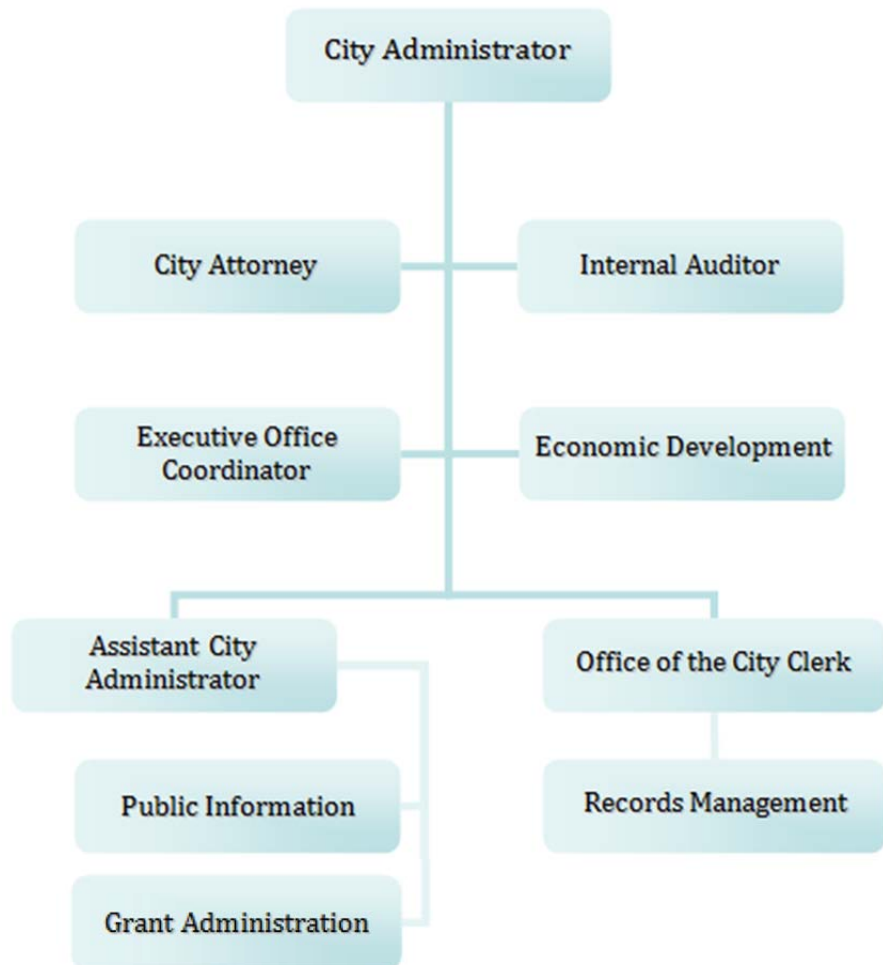 City Administrator
City Attorney
Internal Auditor
Executive Office
Coordinator
Economic Development
Assistant City
Administrator
Office of the City Clerk
Public Information
Records Management
Grant Administration